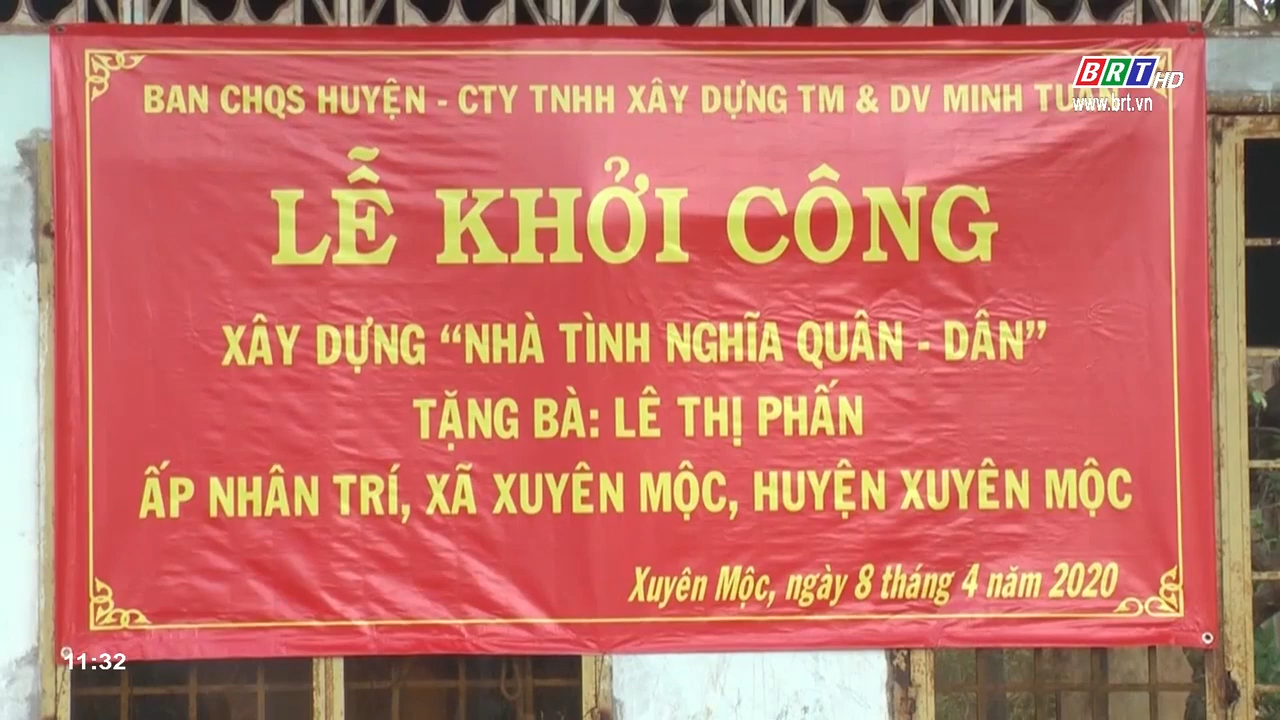 BRT HD
www.brt.vn
BAN CHQS HUYỆN - CTY TNHH XÂY DỰNG TM & DV MINH TUẤN
LỄ KHỞI CÔNG
XÂY DỰNG “NHÀ TÌNH NGHĨA QUÂN - DÂN”
TẶNG BÀ: LÊ THỊ PHẤN
ẤP NHÂN TRÍ, XÃ XUYÊN MỘC, HUYỆN XUYÊN MỘC
Xuyên Mộc, ngày 8 tháng 4 năm 2020
11:32